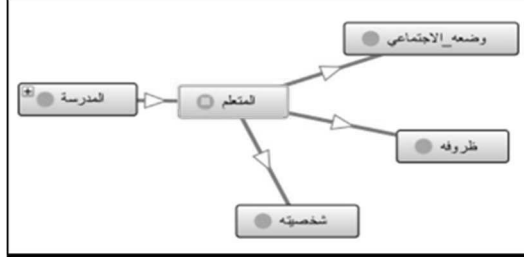 وضعه_الاجتماعي
المدرسة
المتعلم
ظروفه
شخصيته